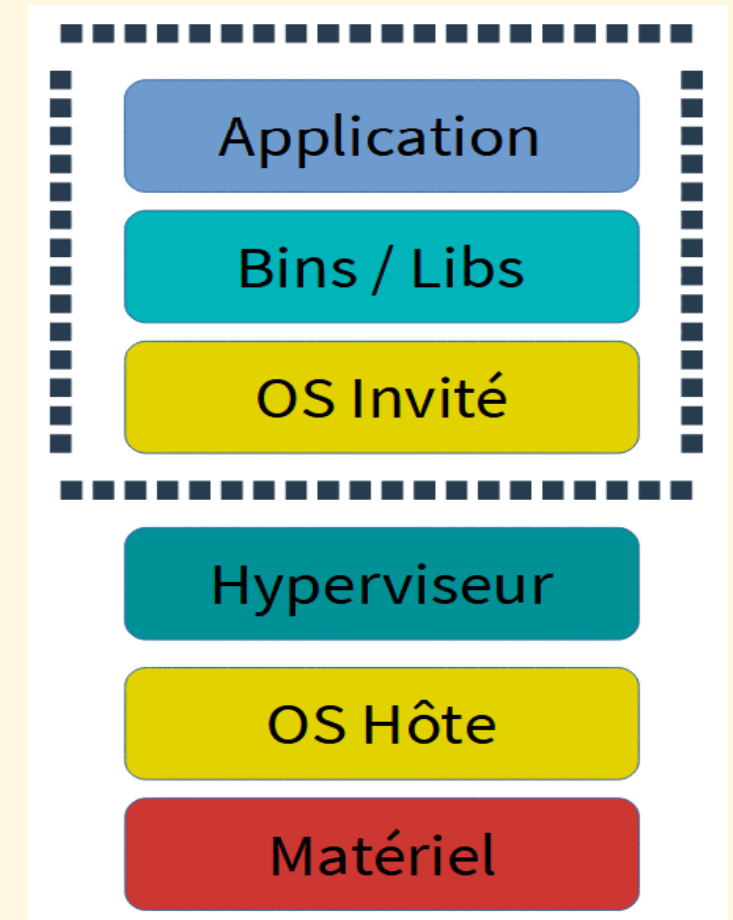 Application
Bins / Libs
OS Invité
Hyperviseur
OS Hôte
Matériel